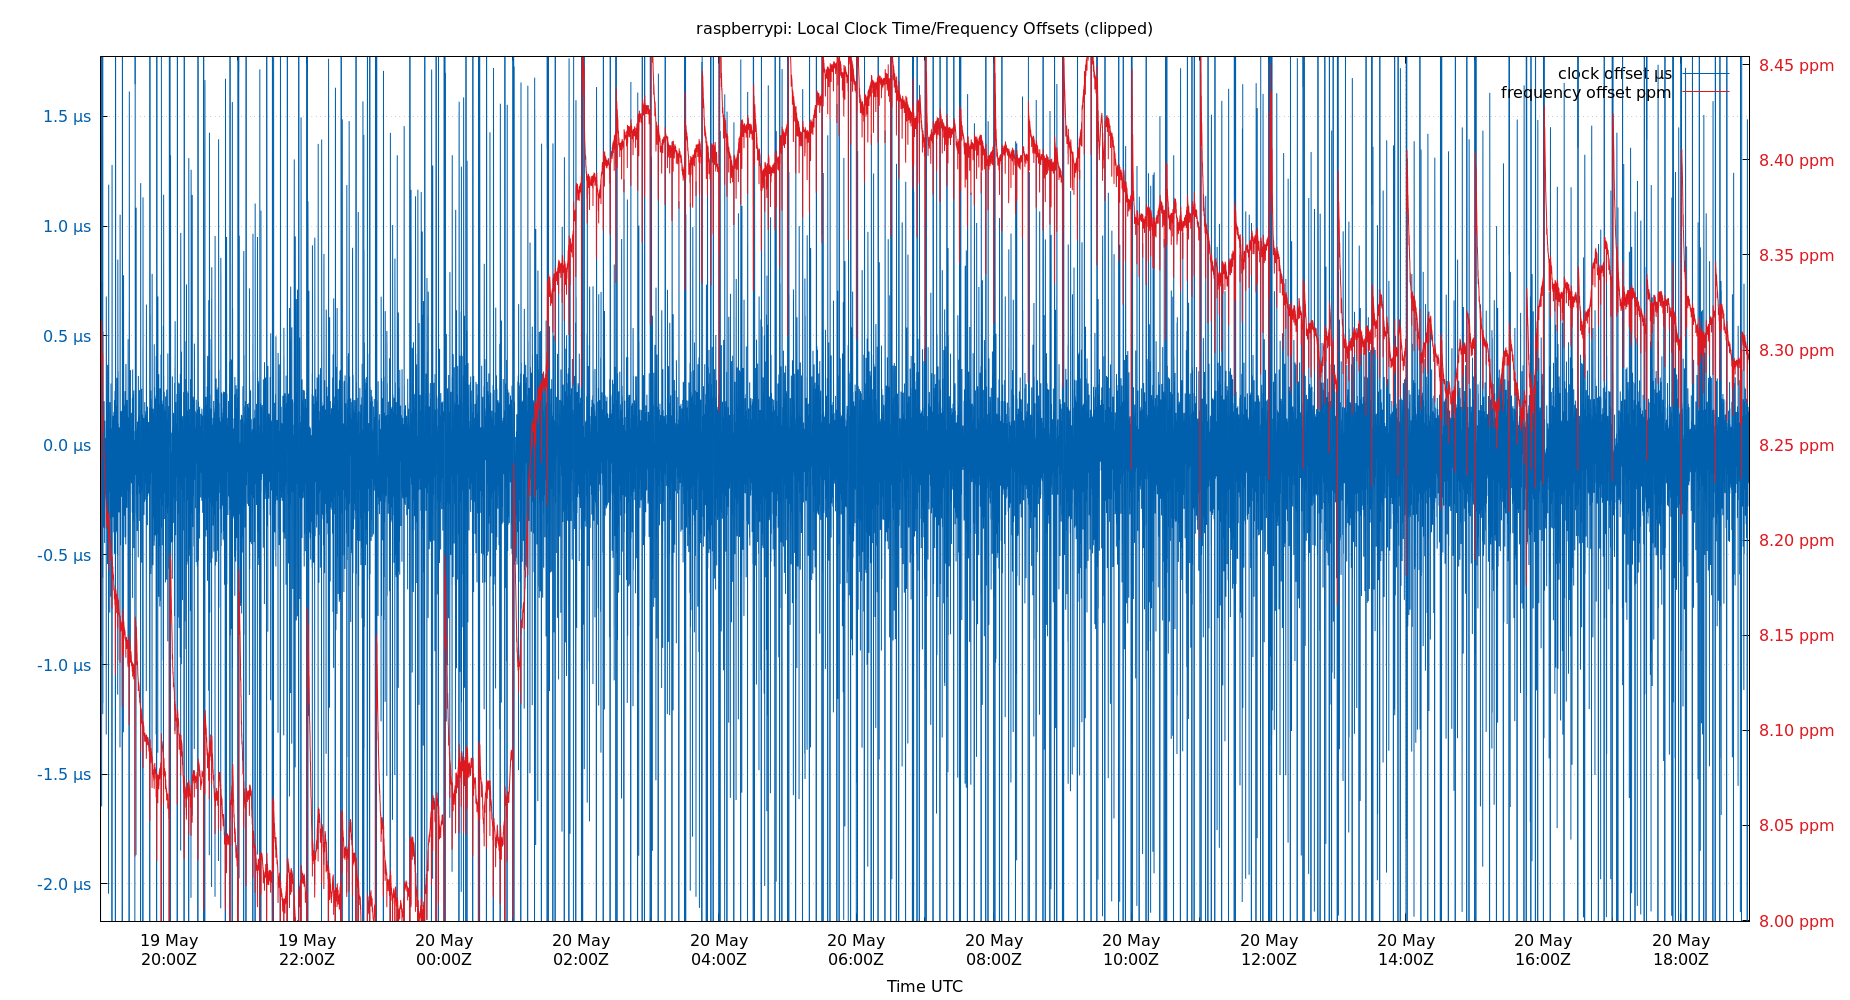 raspberrypi: Local Clock Time/Frequency Offsets (clipped)
clock offset µs
frequency offset ppm
1.5 µs
1.0 µs
0.5 µs
0.0 µs
-0.5 µs
-1.0 µs
-1.5 µs
-2.0 µs
8.45 ppm
8.40 ppm
8.35 ppm
8.30 ppm
8.25 ppm
8.20 ppm
8.15 ppm
8.10 ppm
8.05 ppm
8.00 ppm
19 May 19 May 20 May 20 May 20 May 20 May 20 May 20 May 20 May 20 May 20 May 20 May
20:00Z 22:00Z 00:00Z 02:00Z 04:00Z 06:00Z 08:00Z 10:00Z 12:00Z 14:00Z 16:00Z 18:00Z
Time UTC